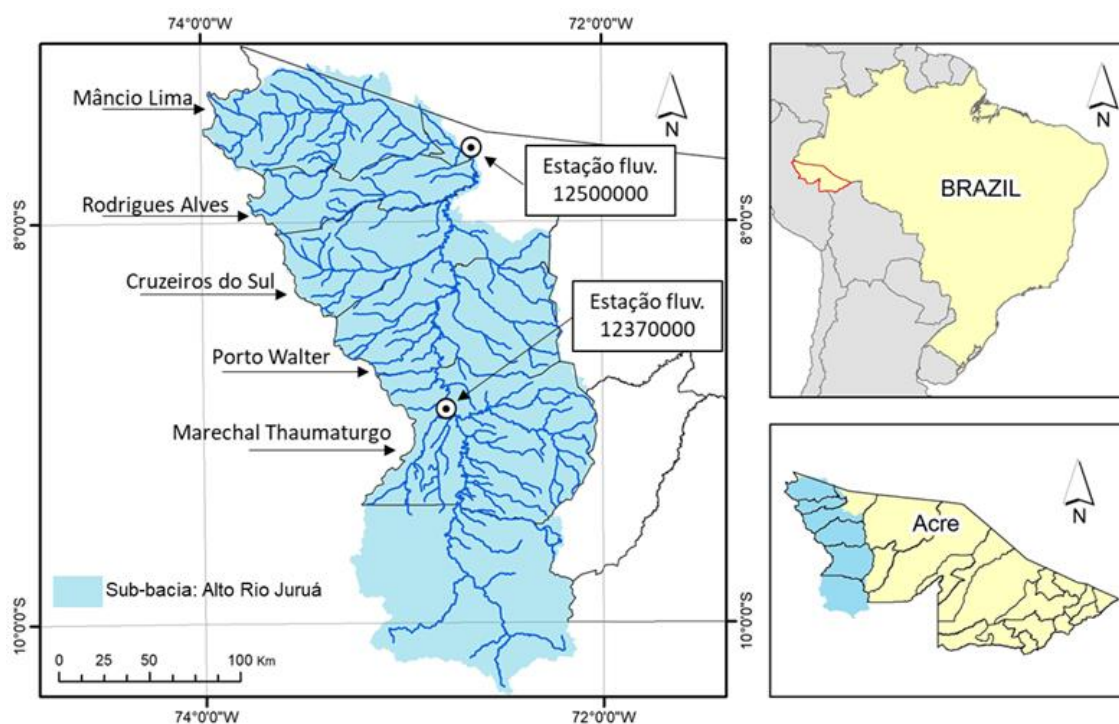 74°0'0"W
72°0'0"W
Mâncio Lima
N
Estação fluv.
12500000
Rodrigues Alves
8°0'0"S
8°0'0"S
Cruzeiros do Sul
Estação fluv.
12370000
Porto Walter
Marechal Thaumaturgo
Sub-bacia: Alto Rio Juruá
10°0'0"S
10°0'0"S
0 25 50 100 Km
74°0'0"W
72°0'0"W
N
BRAZIL
N
Acre